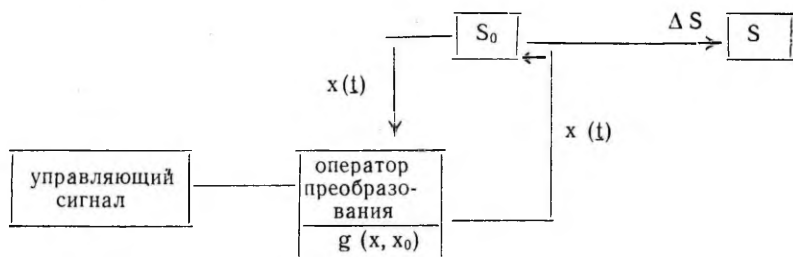 S₀
ΔS
S
x(t)
x (t)
управляющий
сигнал
оператор
преобразо-
вания
g (x, x₀)